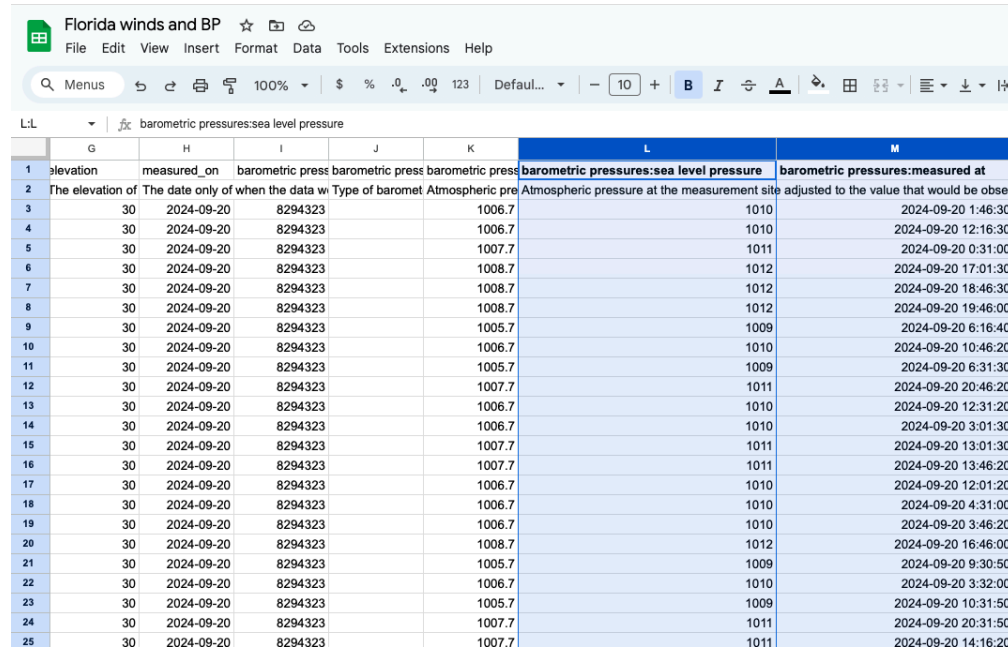 Florida winds and BP
File Edit View Insert Format Data Tools Extensions Help
Menus 100% $ % .0 .00 123 Defaul... - 10 + B I S A
L:L fx barometric pressures:sea level pressure
G H I J K L M
1 elevation measured_on barometric press barometric press barometric press barometric pressures:sea level pressure barometric pressures:measured at
2 The elevation of The date only of when the data w Type of baromet Atmospheric pre Atmospheric pressure at the measurement site adjusted to the value that would be obse
3 30 2024-09-20 8294323 1006.7 1010 2024-09-20 1:46:30
4 30 2024-09-20 8294323 1006.7 1010 2024-09-20 12:16:30
5 30 2024-09-20 8294323 1007.7 1011 2024-09-20 0:31:00
6 30 2024-09-20 8294323 1008.7 1012 2024-09-20 17:01:30
7 30 2024-09-20 8294323 1008.7 1012 2024-09-20 18:46:30
8 30 2024-09-20 8294323 1008.7 1012 2024-09-20 19:46:00
9 30 2024-09-20 8294323 1005.7 1009 2024-09-20 6:16:40
10 30 2024-09-20 8294323 1006.7 1010 2024-09-20 10:46:20
11 30 2024-09-20 8294323 1005.7 1009 2024-09-20 6:31:30
12 30 2024-09-20 8294323 1007.7 1011 2024-09-20 20:46:20
13 30 2024-09-20 8294323 1006.7 1010 2024-09-20 12:31:20
14 30 2024-09-20 8294323 1006.7 1010 2024-09-20 3:01:30
15 30 2024-09-20 8294323 1007.7 1011 2024-09-20 13:01:30
16 30 2024-09-20 8294323 1007.7 1011 2024-09-20 13:46:20
17 30 2024-09-20 8294323 1006.7 1010 2024-09-20 12:01:20
18 30 2024-09-20 8294323 1006.7 1010 2024-09-20 4:31:00
19 30 2024-09-20 8294323 1006.7 1010 2024-09-20 3:46:20
20 30 2024-09-20 8294323 1008.7 1012 2024-09-20 16:46:00
21 30 2024-09-20 8294323 1005.7 1009 2024-09-20 9:30:50
22 30 2024-09-20 8294323 1006.7 1010 2024-09-20 3:32:00
23 30 2024-09-20 8294323 1005.7 1009 2024-09-20 10:31:50
24 30 2024-09-20 8294323 1007.7 1011 2024-09-20 20:31:50
25 30 2024-09-20 8294323 1007.7 1011 2024-09-20 14:16:20